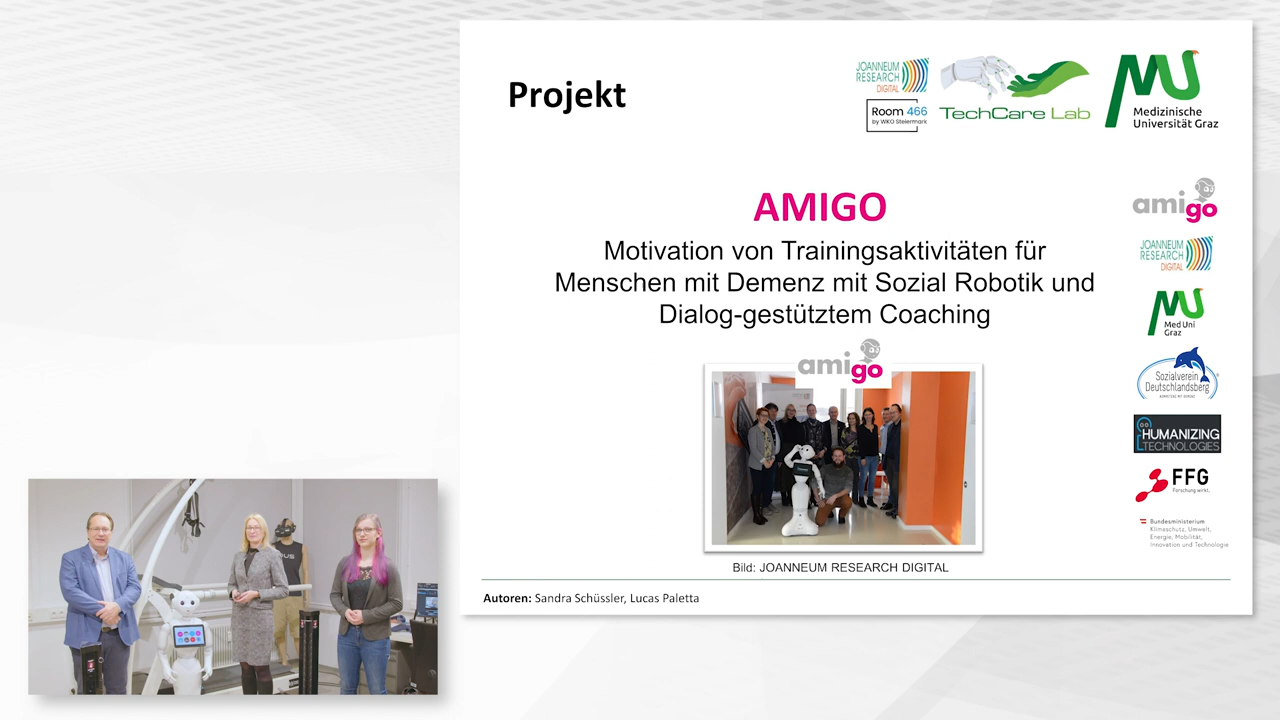 Projekt
JOANNEUM
RESEARCH
DIGITAL
Room 466
by WKO Steiermark
TechCare Lab
Medizinische
Universität Graz
AMIGO
Motivation von Trainingsaktivitäten für
Menschen mit Demenz mit Sozial Robotik und
Dialog-gestütztem Coaching
amigo
Bild: JOANNEUM RESEARCH DIGITAL
amigo
JOANNEUM
RESEARCH
DIGITAL
Med Uni
Graz
Sozialverein
Deutschlandsberg
HUMANIZING
TECHNOLOGIES
FFG
Forschung wirkt.
Bundesministerium
Klimaschutz, Umwelt,
Energie, Mobilität,
Innovation und Technologie
Autoren: Sandra Schüssler, Lucas Paletta